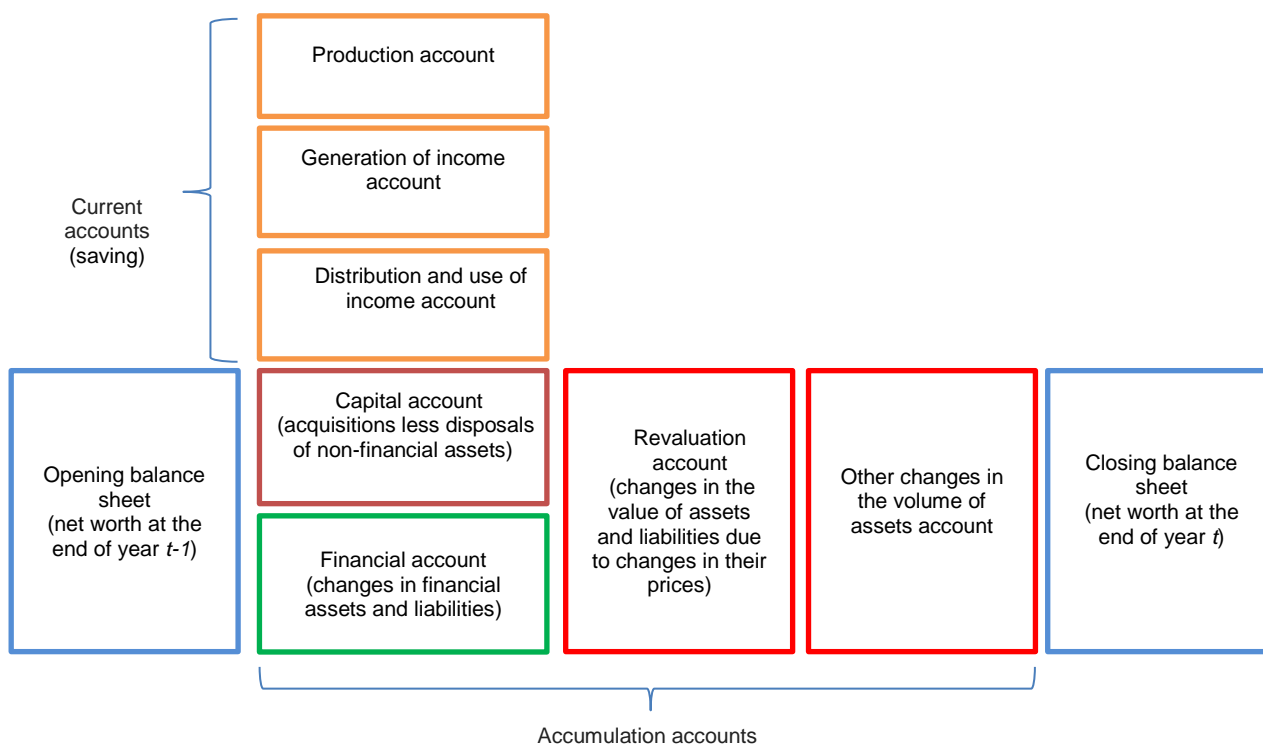 Production account
Generation of income
account
Current
accounts
(saving)
Distribution and use of
income account
Opening balance
sheet
(net worth at the
end of year t-1)
Capital account
(acquisitions less disposals
of non-financial assets)
Financial account
(changes in financial
assets and liabilities)
Revaluation
account
(changes in the
value of assets
and liabilities due
to changes in their
prices)
Other changes in
the volume of
assets account
Closing balance
sheet
(net worth at the
end of year t)
Accumulation accounts